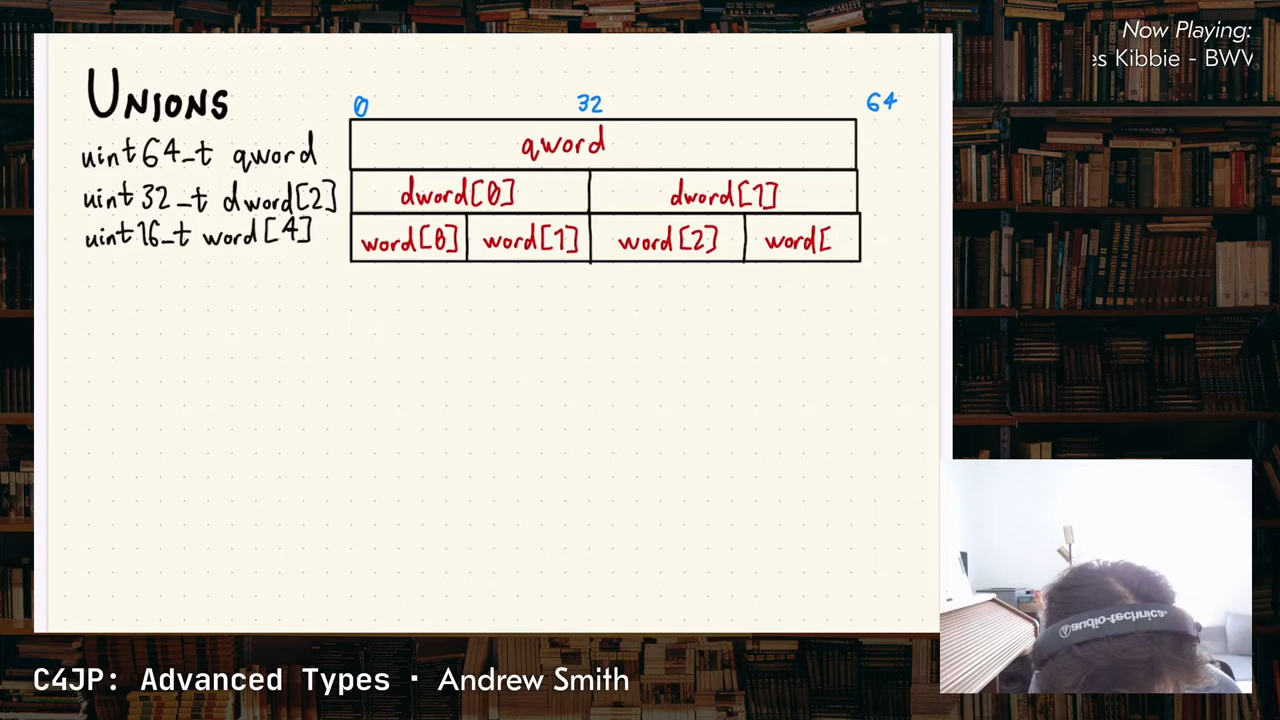 Now Playing:
es Kibbie - BWV
UNIONS
0 32 64
uint64_t qword
qword
uint32_t dword[2]
dword[0] dword[1]
uint16_t word[4]
word[0] word[1] word[2] word[
audio-technica
C4JP: Advanced Types · Andrew Smith